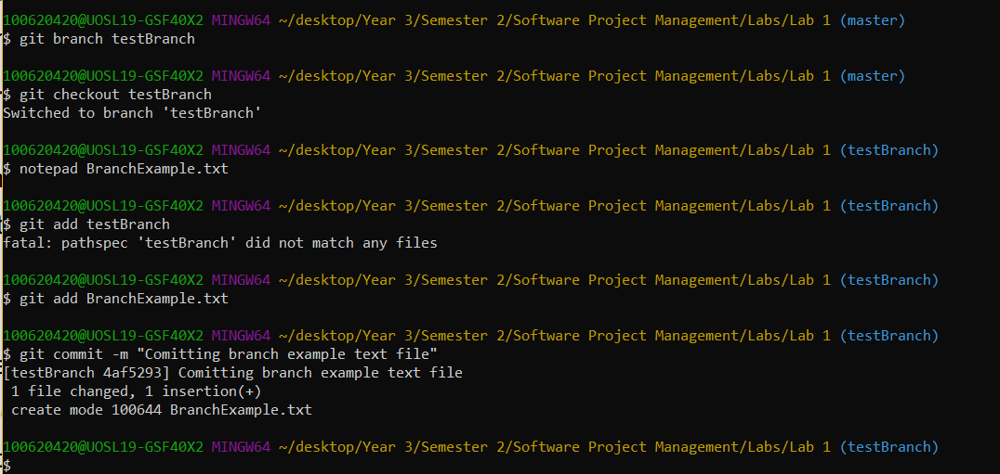 100620420@UOSL19-GSF40X2 MINGW64 ~/desktop/Year 3/Semester 2/Software Project Management/Labs/Lab 1 (master)
$ git branch testBranch
100620420@UOSL19-GSF40X2 MINGW64 ~/desktop/Year 3/Semester 2/Software Project Management/Labs/Lab 1 (master)
$ git checkout testBranch
Switched to branch 'testBranch'
100620420@UOSL19-GSF40X2 MINGW64 ~/desktop/Year 3/Semester 2/Software Project Management/Labs/Lab 1 (testBranch)
$ notepad BranchExample.txt
100620420@UOSL19-GSF40X2 MINGW64 ~/desktop/Year 3/Semester 2/Software Project Management/Labs/Lab 1 (testBranch)
$ git add testBranch
fatal: pathspec 'testBranch' did not match any files
100620420@UOSL19-GSF40X2 MINGW64 ~/desktop/Year 3/Semester 2/Software Project Management/Labs/Lab 1 (testBranch)
$ git add BranchExample.txt
100620420@UOSL19-GSF40X2 MINGW64 ~/desktop/Year 3/Semester 2/Software Project Management/Labs/Lab 1 (testBranch)
$ git commit -m "Comitting branch example text file"
[testBranch 4af5293] Comitting branch example text file
1 file changed, 1 insertion(+)
create mode 100644 BranchExample.txt
100620420@UOSL19-GSF40X2 MINGW64 ~/desktop/Year 3/Semester 2/Software Project Management/Labs/Lab 1 (testBranch)
$